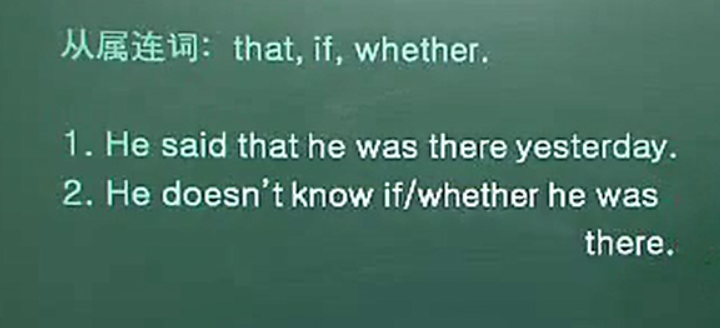 从属连词：that, if, whether.
1. He said that he was there yesterday.
2. He doesn't know if/whether he was
there.